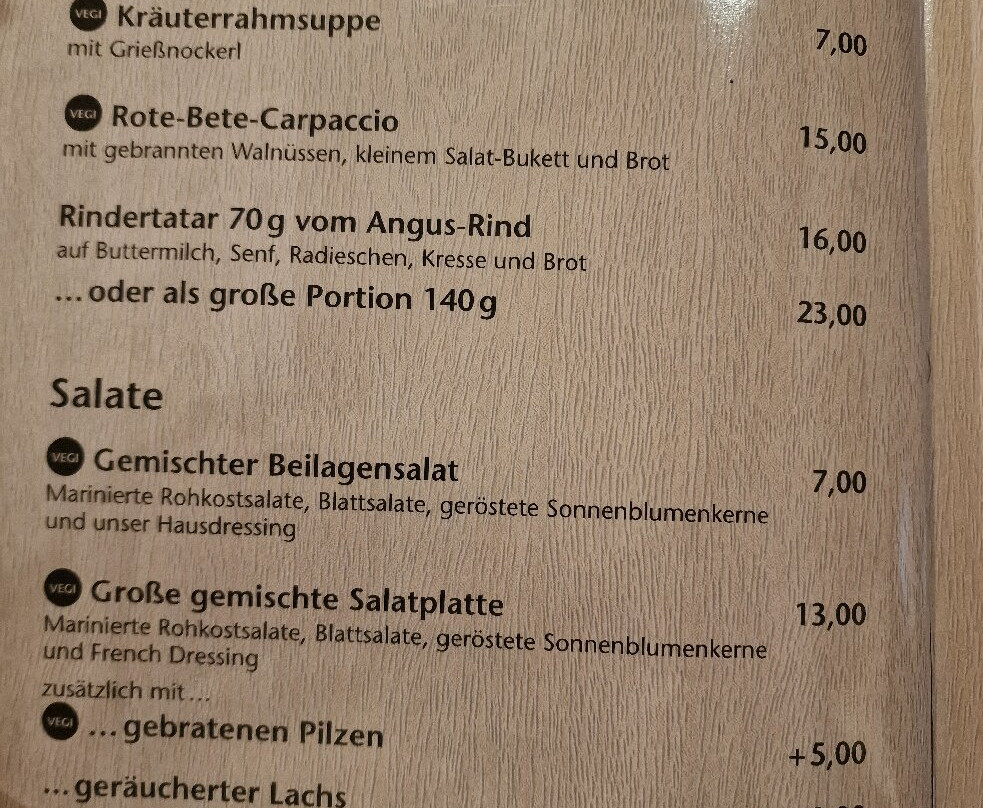 VEGI Kräuterrahmsuppe 7,00
mit Grießnockerl
VEGI Rote-Bete-Carpaccio 15,00
mit gebrannten Walnüssen, kleinem Salat-Bukett und Brot
Rindertatar 70 g vom Angus-Rind 16,00
auf Buttermilch, Senf, Radieschen, Kresse und Brot
... oder als große Portion 140 g 23,00
Salate
VEGI Gemischter Beilagensalat 7,00
Marinierte Rohkostsalate, Blattsalate, geröstete Sonnenblumenkerne
und unser Hausdressing
VEGI Große gemischte Salatplatte 13,00
Marinierte Rohkostsalate, Blattsalate, geröstete Sonnenblumenkerne
und French Dressing
zusätzlich mit ...
VEGI ... gebratenen Pilzen +5,00
... geräucherter Lachs